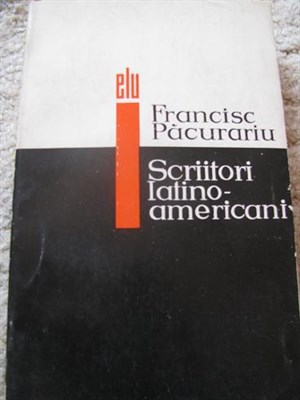 elu
Francisc
Păcurariu
Scriitori
latino-
americani